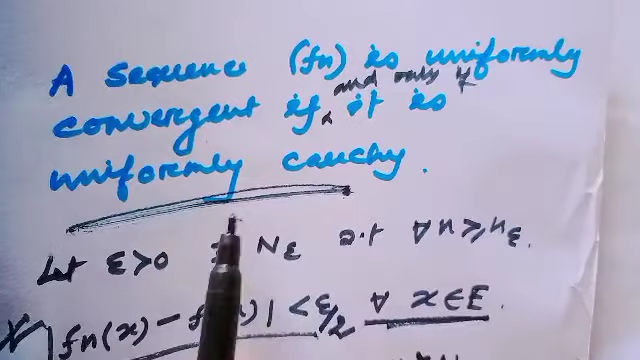 A sequence (fn) is uniformly
and only if
convergent if, it is
uniformly cauchy.
Let ε>0 Nε s.t ∀n≥nε.
|fn(x) - f(x)| < ε/2 ∀ x∈E.